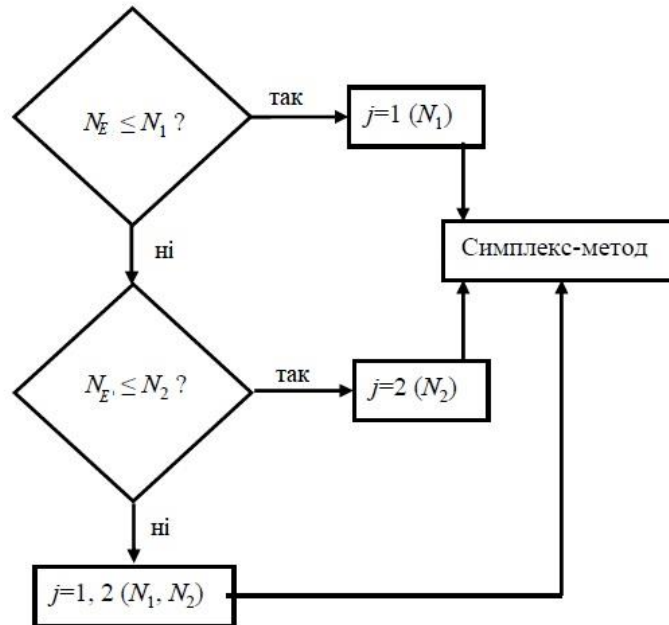 N_E ≤ N_1 ?
так
j=1 (N_1)
ні
Симплекс-метод
N_E' ≤ N_2 ?
так
j=2 (N_2)
ні
j=1, 2 (N_1, N_2)